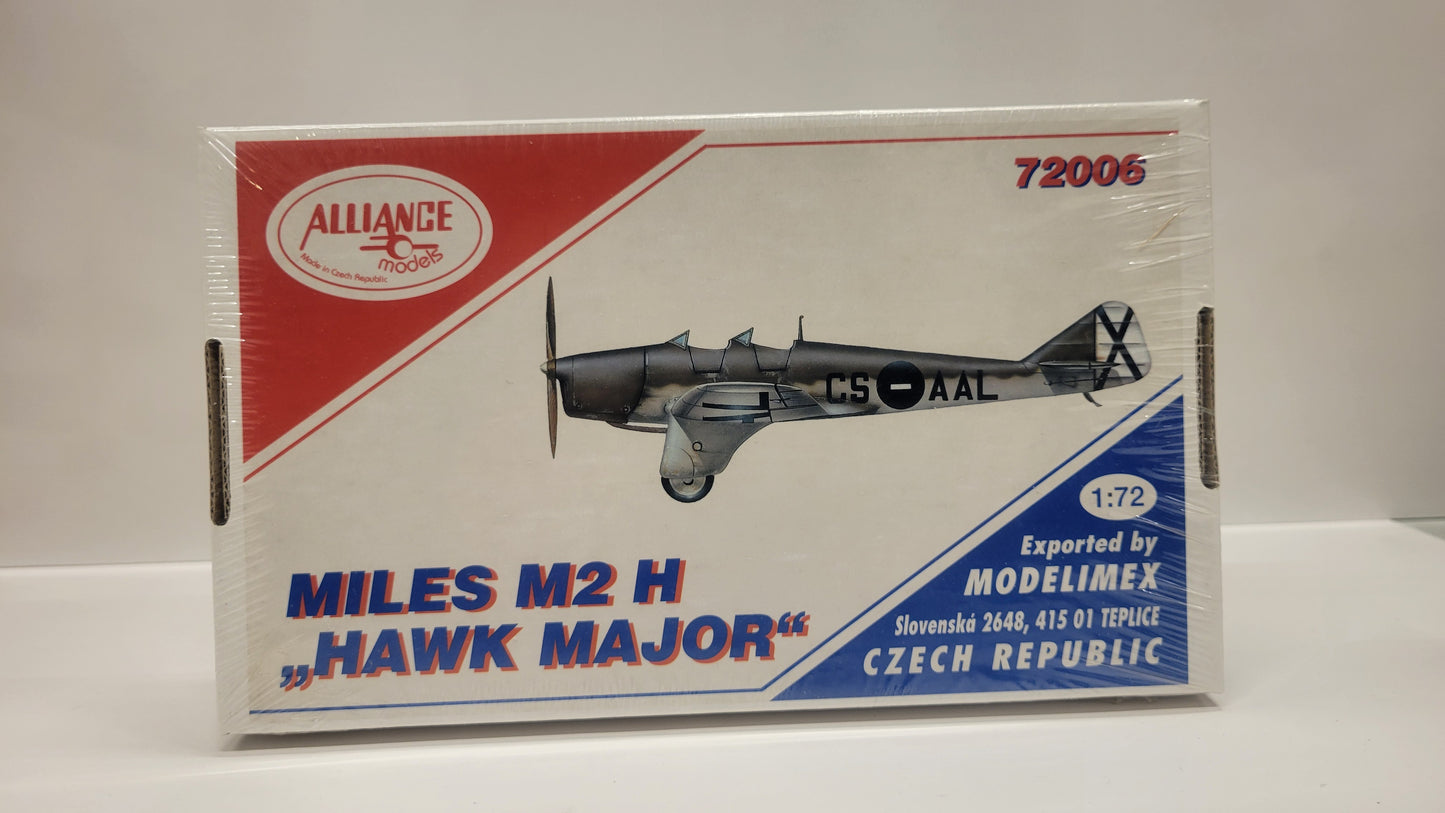 ALLIANCE
models
Made in Czech Republic
72006
CS AAL
1:72
Exported by
MODELIMEX
Slovenská 2648, 415 01 TEPLICE
CZECH REPUBLIC
MILES M2 H
„HAWK MAJOR“